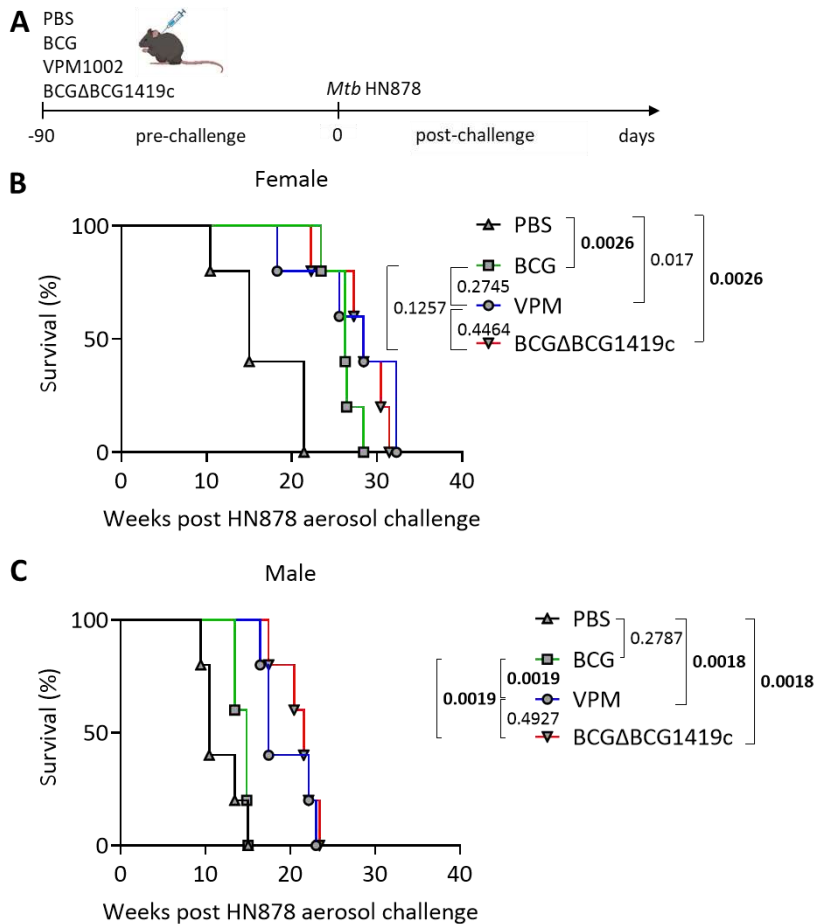 A
PBS
BCG
VPM1002
BCGΔBCG1419c
Mtb HN878
-90 pre-challenge 0 post-challenge days
B
Female
Survival (%)
100
50
0
0 10 20 30 40
Weeks post HN878 aerosol challenge
PBS
BCG
VPM
BCGΔBCG1419c
0.0026
0.017
0.0026
0.2745
0.1257
0.4464
C
Male
Survival (%)
100
50
0
0 10 20 30 40
Weeks post HN878 aerosol challenge
PBS
BCG
VPM
BCGΔBCG1419c
0.2787
0.0018
0.0018
0.0019
0.0019
0.4927